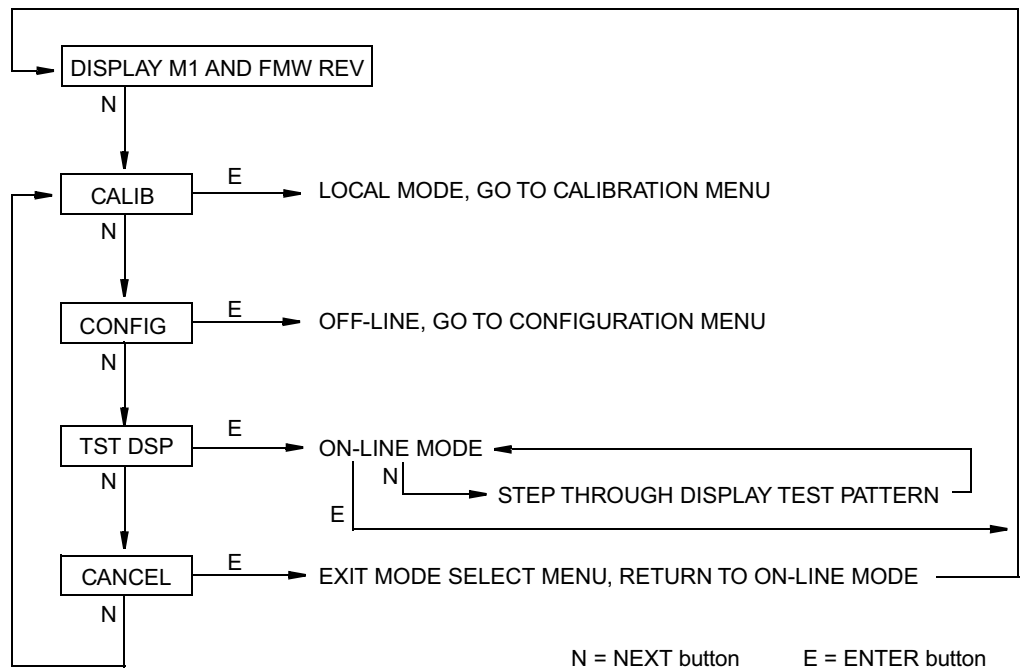 DISPLAY M1 AND FMW REV
N
CALIB
E
LOCAL MODE, GO TO CALIBRATION MENU
N
CONFIG
E
OFF-LINE, GO TO CONFIGURATION MENU
N
TST DSP
E
ON-LINE MODE
N
STEP THROUGH DISPLAY TEST PATTERN
E
N
CANCEL
E
EXIT MODE SELECT MENU, RETURN TO ON-LINE MODE
N
N = NEXT button
E = ENTER button